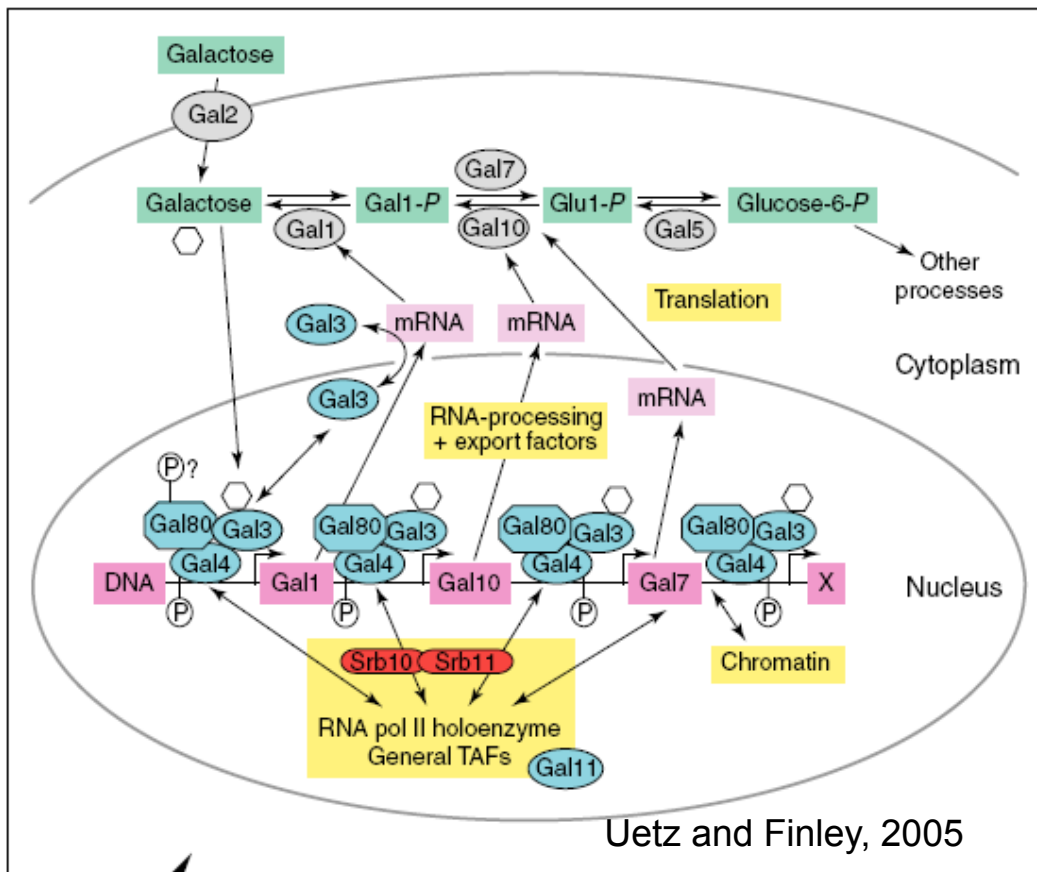 Galactose
Gal2
Galactose
Gal1-P
Gal7
Glu1-P
Glucose-6-P
Gal1
Gal10
Gal5
Other
processes
Translation
Gal3
mRNA
mRNA
Cytoplasm
Gal3
mRNA
RNA-processing
+ export factors
P ?
Gal80
Gal3
Gal4
Gal80
Gal3
Gal4
Gal80
Gal3
Gal4
Gal80
Gal3
Gal4
DNA
Gal1
Gal10
Gal7
X
Nucleus
P
P
P
P
Srb10
Srb11
Chromatin
RNA pol II holoenzyme
General TAFs
Gal11
Uetz and Finley, 2005